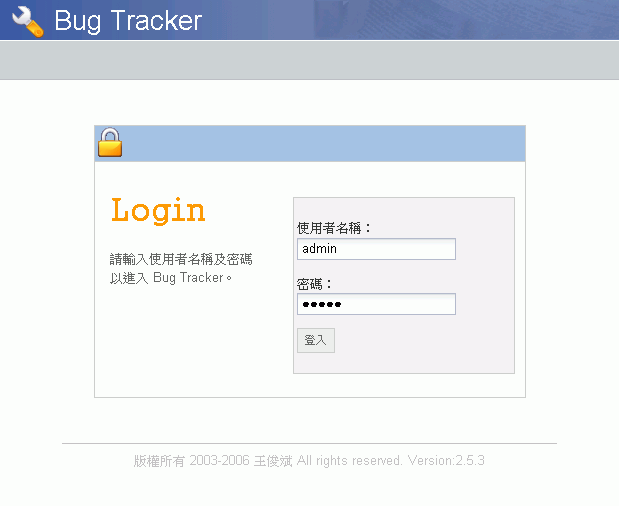 Bug Tracker
Login
請輸入使用者名稱及密碼
以進入 Bug Tracker。
使用者名稱：
admin
密碼：
●●●●●
登入
版權所有 2003-2006 王俊斌 All rights reserved. Version:2.5.3